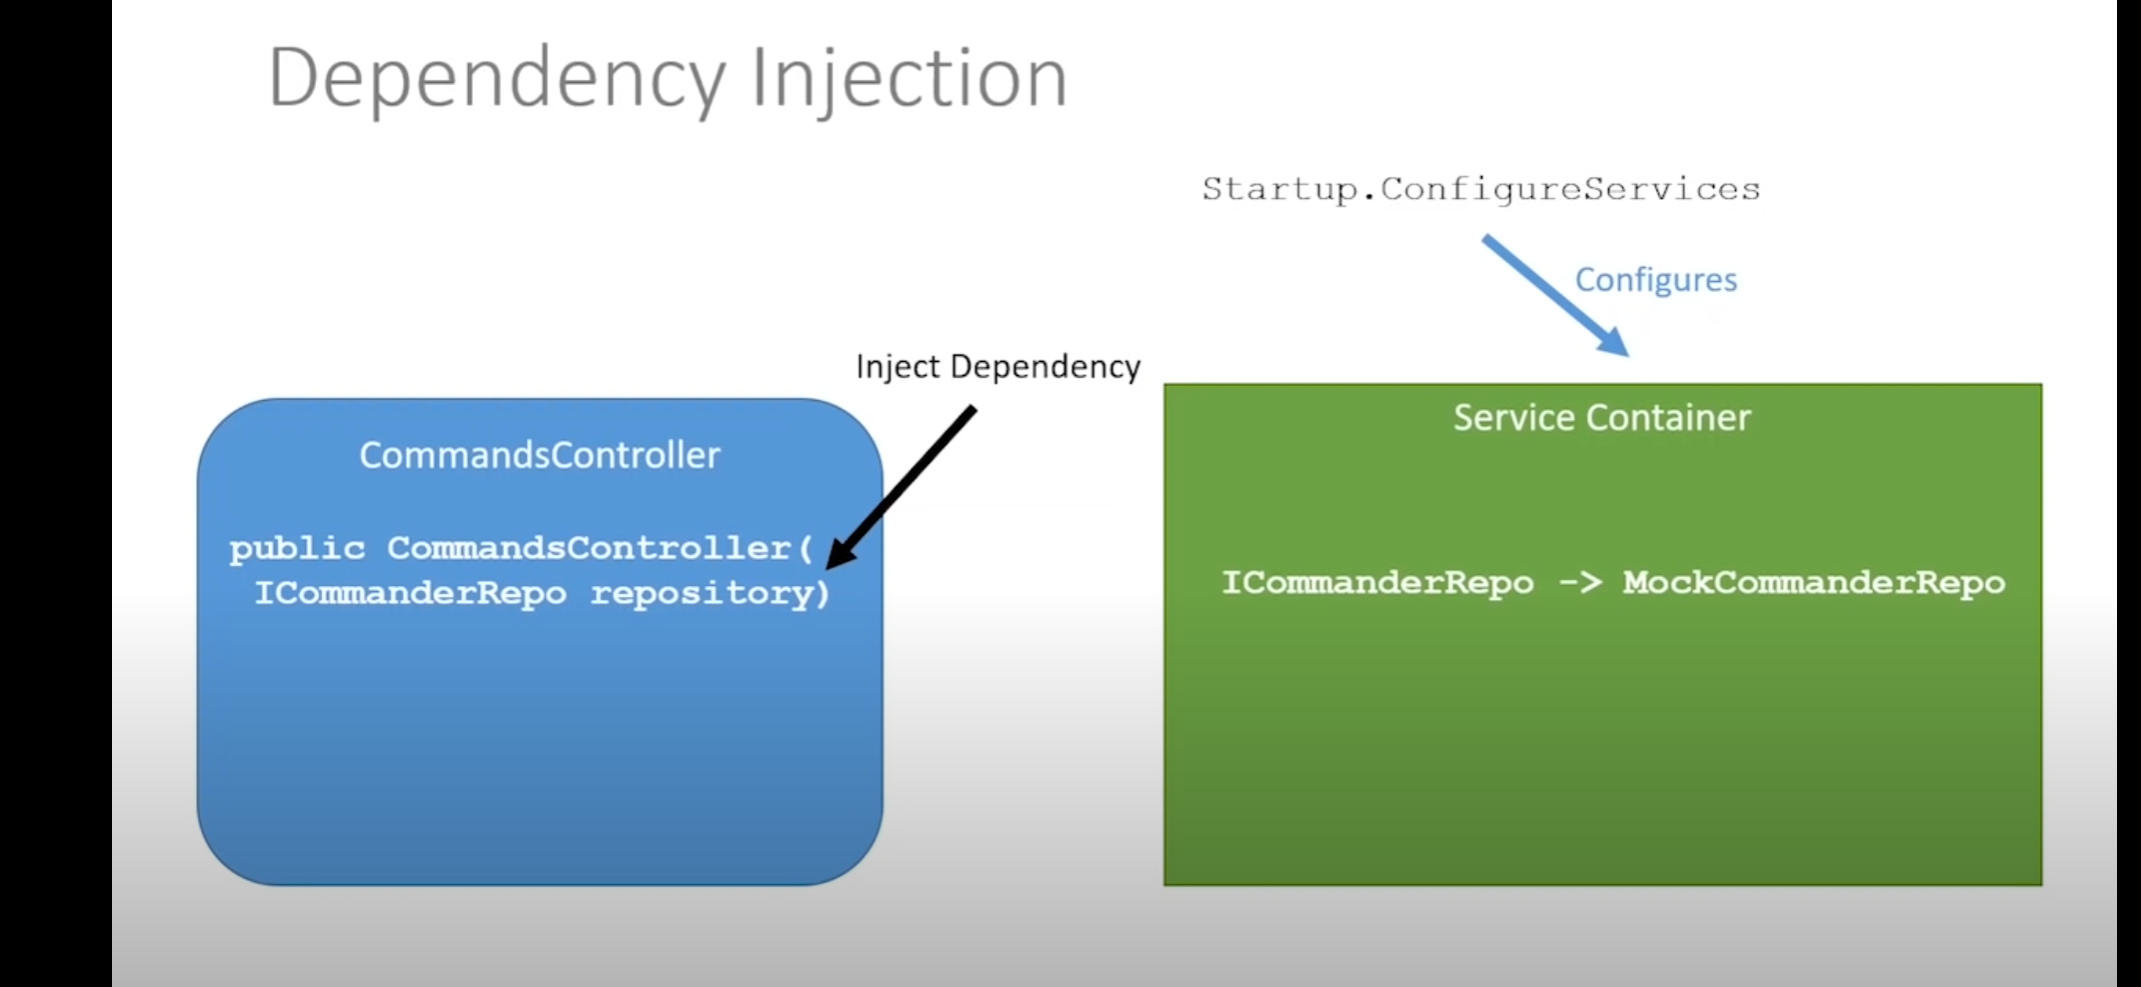 Dependency Injection
Startup.ConfigureServices
Configures
Inject Dependency
CommandsController
public CommandsController(
ICommanderRepo repository)
Service Container
ICommanderRepo -> MockCommanderRepo